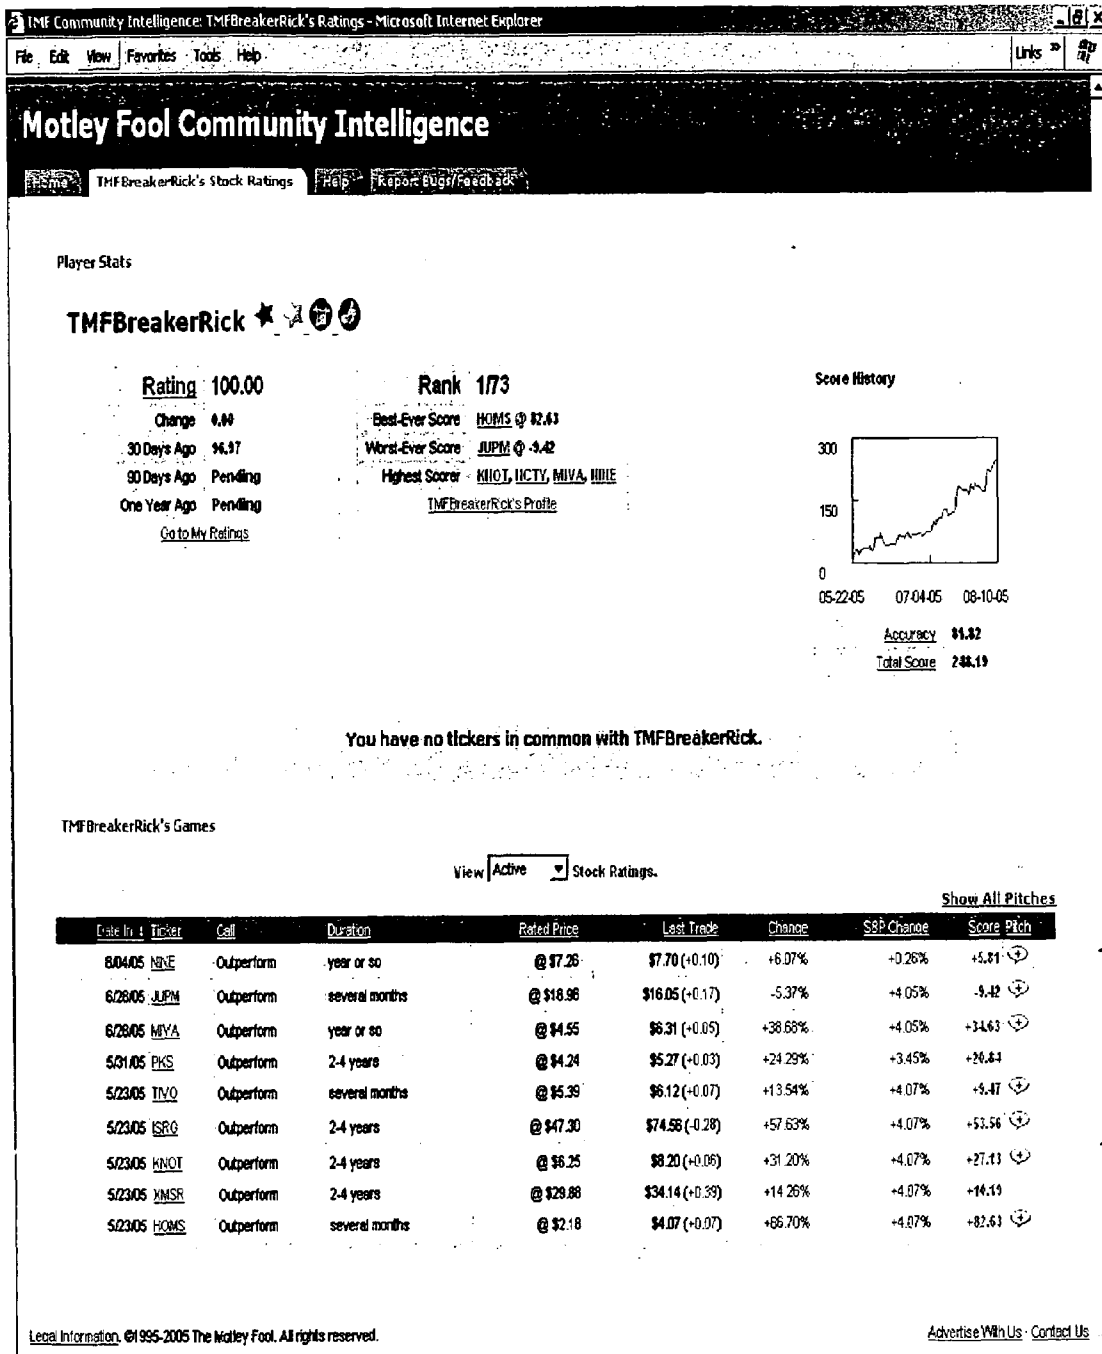 TMF Community Intelligence: TMFBreakerRick's Ratings - Microsoft Internet Explorer
File Edit View Favorites Tools Help Links »
Motley Fool Community Intelligence
Home TMFBreakerRick's Stock Ratings Help Report Bugs/Feedback
Player Stats
TMFBreakerRick
Rating 100.00 Rank 1/73 Score History
Change 0.00 Best-Ever Score HOMS @ 82.63
30 Days Ago 96.97 Worst-Ever Score JUPM @ -9.42 300
90 Days Ago Pending Highest Scorer KNOT, MIVA,
One Year Ago Pending TMFBreakerRick's Profile 150
Go to My Ratings
0
05-22-05 07-04-05 08-10-05
Accuracy 81.82
Total Score
You have no tickers in common with TMFBreakerRick.
TMFBreakerRick's Games
View Active Stock Ratings.
Show All Pitches
Date In Ticker Call Duration Rated Price Last Trade Change S&P Change Score Pitch
8/04/05 Outperform year or so @ $7.26 $7.70 (+0.10) +6.07% +0.26% +5.81
6/28/05 JUPM Outperform several months @ $16.96 $16.05 (+0.17) -5.37% +4.05% -9.42
6/28/05 MIVA Outperform year or so @ $4.55 $6.31 (+0.05) +38.68% +4.05% +34.63
5/31/05 PKS Outperform 2-4 years @ $4.24 $5.27 (+0.03) +24.29% +3.45% +20.84
5/23/05 TIVO Outperform several months @ $5.39 $6.12 (+0.07) +13.54% +4.07% +9.47
5/23/05 ISRG Outperform 2-4 years @ $47.30 $74.56 (-0.28) +57.63% +4.07% +53.56
5/23/05 KNOT Outperform 2-4 years @ $6.25 $8.20 (+0.06) +31.20% +4.07% +27.13
5/23/05 XMSR Outperform 2-4 years @ $29.88 $34.14 (+0.39) +14.26% +4.07% +10.19
5/23/05 HOMS Outperform several months @ $2.18 $4.07 (+0.07) +86.70% +4.07% +82.63
Legal Information. ©1995-2005 The Motley Fool. All rights reserved. Advertise With Us · Contact Us